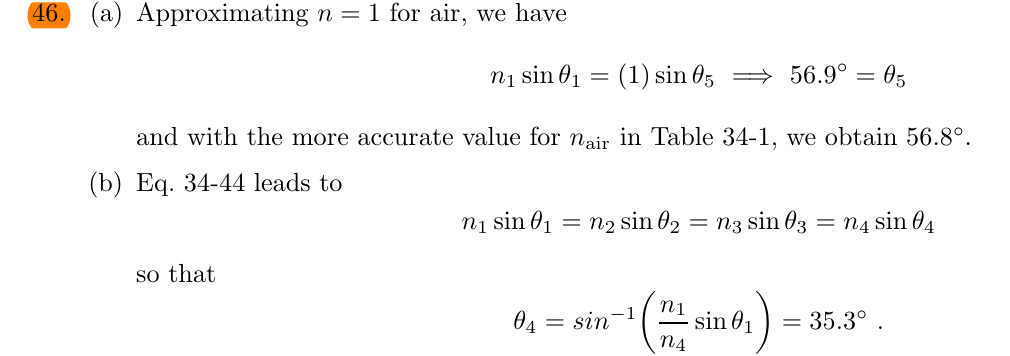 46. (a) Approximating n = 1 for air, we have
n₁ sin θ₁ = (1) sin θ₅ ⟹ 56.9° = θ₅
and with the more accurate value for n_air in Table 34-1, we obtain 56.8°.
(b) Eq. 34-44 leads to
n₁ sin θ₁ = n₂ sin θ₂ = n₃ sin θ₃ = n₄ sin θ₄
so that
θ₄ = sin⁻¹(n₁/n₄ sin θ₁) = 35.3° .